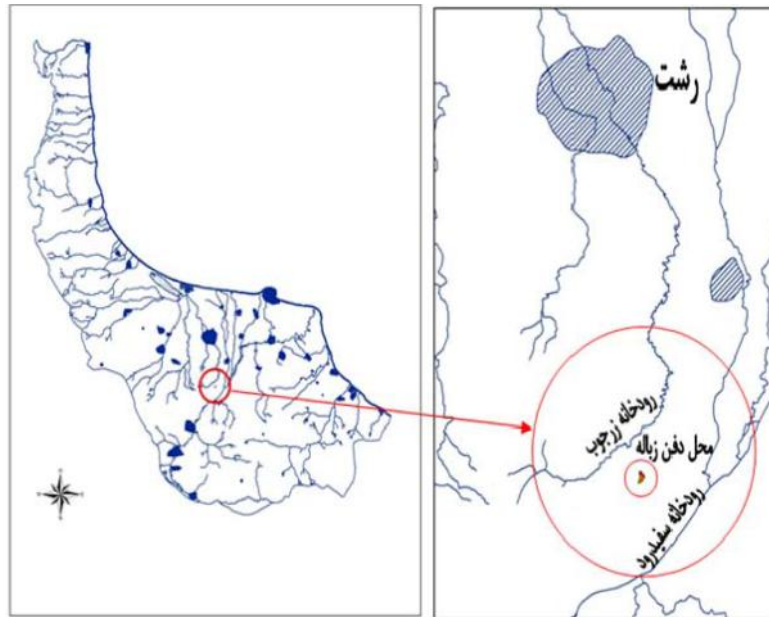 رشت
رودخانه زرجوب
محل دفن زباله
رودخانه سفیدرود